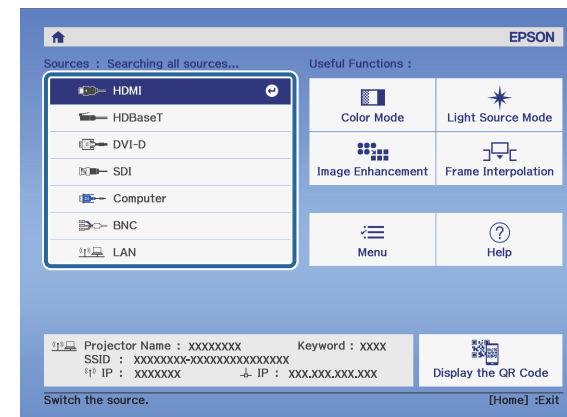 EPSON
Sources : Searching all sources...
Useful Functions :
HDMI
HDBaseT
DVI-D
SDI
Computer
BNC
LAN
Color Mode
Light Source Mode
Image Enhancement
Frame Interpolation
Menu
Help
Projector Name : XXXXXXXX Keyword : XXXX
SSID : XXXXXXXX-XXXXXXXXXXXXXX
IP : XXXXXXX IP : XXX.XXX.XXX.XXX
Display the QR Code
Switch the source. [Home] :Exit